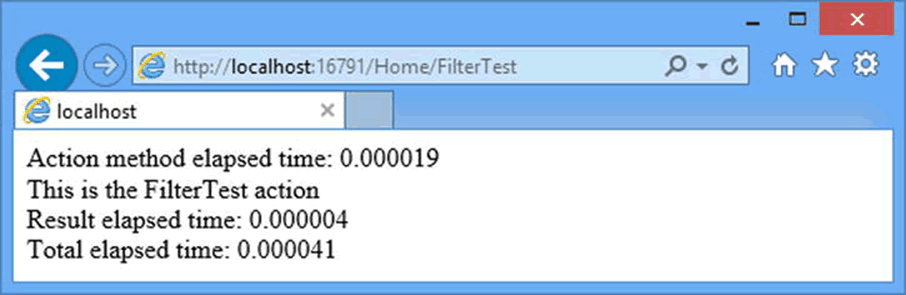 http://localhost:16791/Home/FilterTest
localhost
Action method elapsed time: 0.000019
This is the FilterTest action
Result elapsed time: 0.000004
Total elapsed time: 0.000041